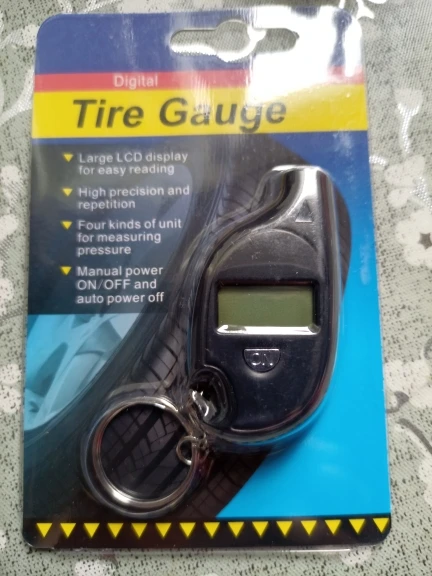 Digital
Tire Gauge
Large LCD display
for easy reading
High precision and
repetition
Four kinds of unit
for measuring
pressure
Manual power
ON/OFF and
auto power off
ON